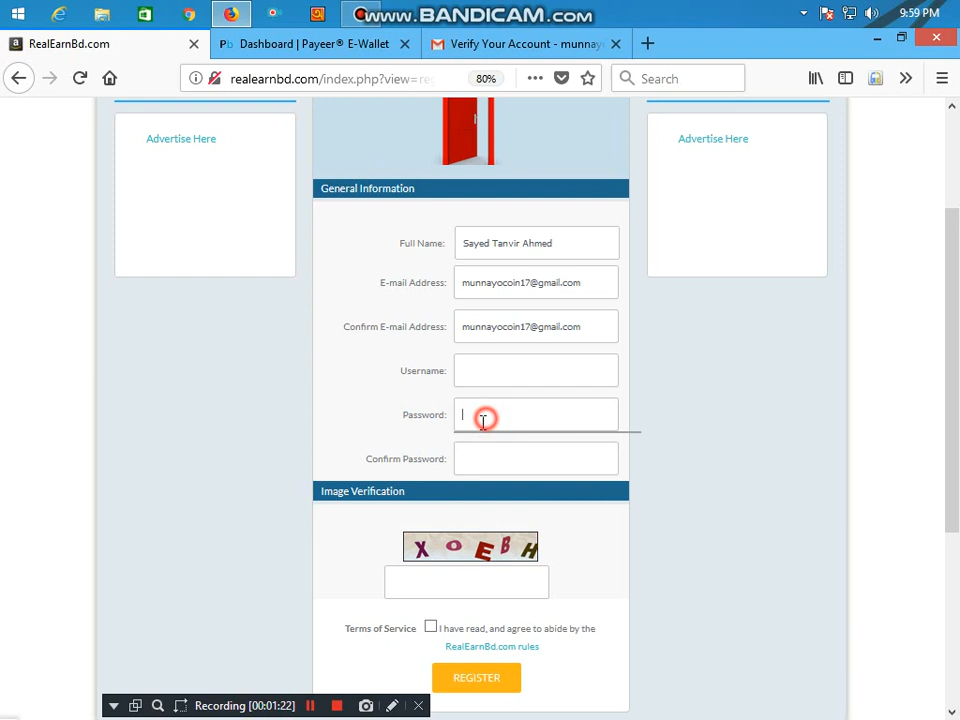 WWW.BANDICAM.COM
9:59 PM
RealEarnBd.com
Dashboard | Payeer® E-Wallet
Verify Your Account - munnay
realearnbd.com/index.php?view=re
80%
Search
Advertise Here
Advertise Here
General Information
Full Name:
Sayed Tanvir Ahmed
E-mail Address:
munnayocoin17@gmail.com
Confirm E-mail Address:
munnayocoin17@gmail.com
Username:
Password:
Confirm Password:
Image Verification
X O E B H
Terms of Service
I have read, and agree to abide by the
RealEarnBd.com rules
REGISTER
Recording [00:01:22]